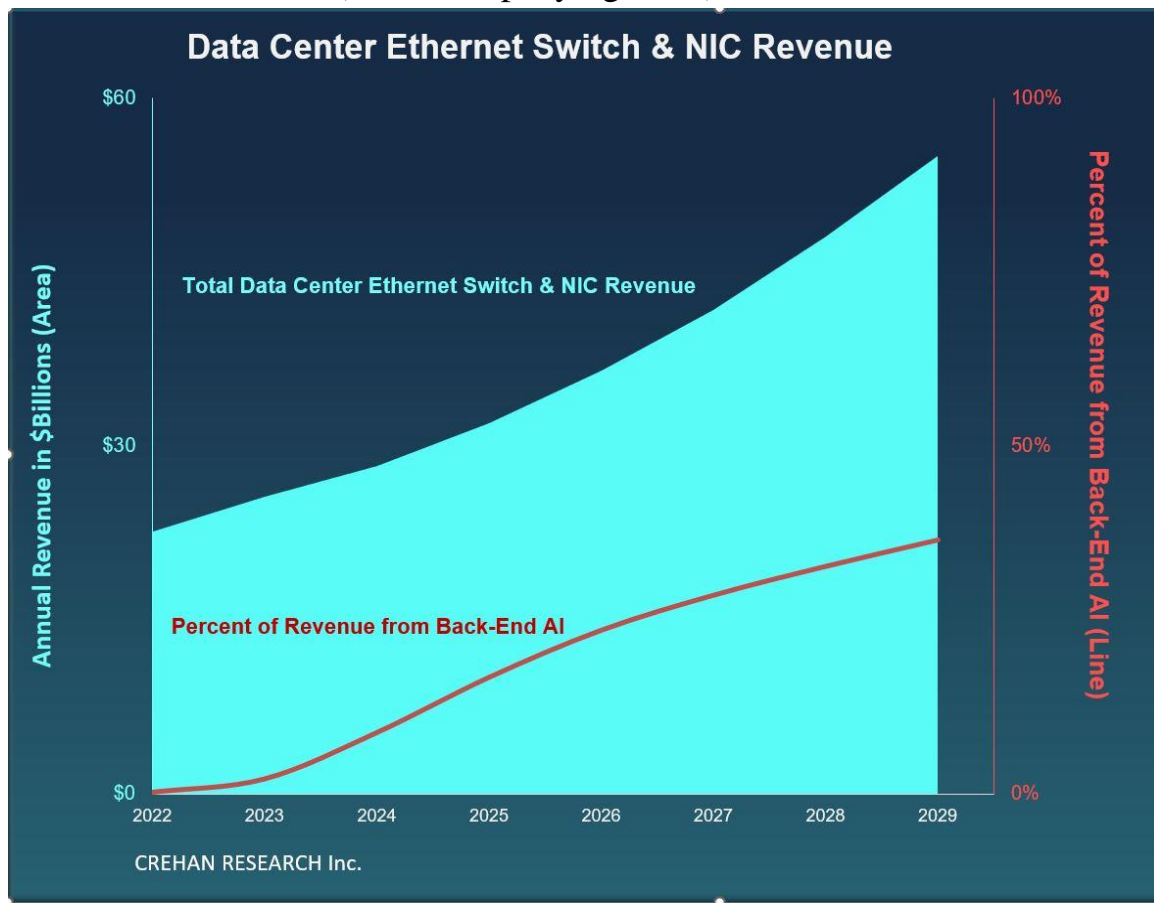 Data Center Ethernet Switch & NIC Revenue
$60
100%
Total Data Center Ethernet Switch & NIC Revenue
Annual Revenue in $Billions (Area)
Percent of Revenue from Back-End AI (Line)
$30
50%
Percent of Revenue from Back-End AI
$0
0%
2022 2023 2024 2025 2026 2027 2028 2029
CREHAN RESEARCH Inc.